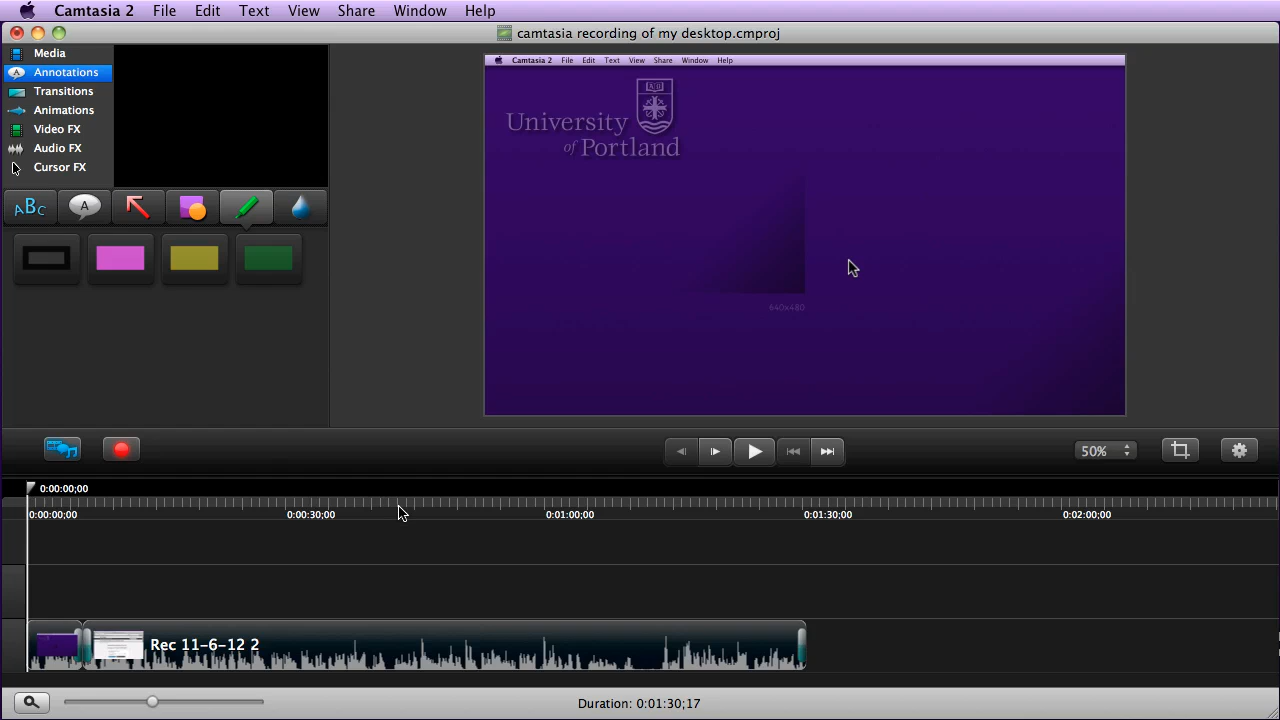 Camtasia 2 File Edit Text View Share Window Help
camtasia recording of my desktop.cmproj
Media
Annotations
Transitions
Animations
Video FX
Audio FX
Cursor FX
ABC
A
Camtasia 2 File Edit Text View Share Window Help
University
of Portland
640x480
50%
0:00:00;00
0:00:00;00 0:00:30;00 0:01:00;00 0:01:30;00 0:02:00;00
Rec 11-6-12 2
Duration: 0:01:30;17